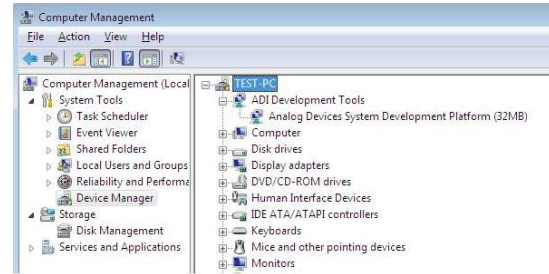 Computer Management
File Action View Help
Computer Management (Local
System Tools
Task Scheduler
Event Viewer
Shared Folders
Local Users and Groups
Reliability and Performa
Device Manager
Storage
Disk Management
Services and Applications
TEST-PC
ADI Development Tools
Analog Devices System Development Platform (32MB)
Computer
Disk drives
Display adapters
DVD/CD-ROM drives
Human Interface Devices
IDE ATA/ATAPI controllers
Keyboards
Mice and other pointing devices
Monitors